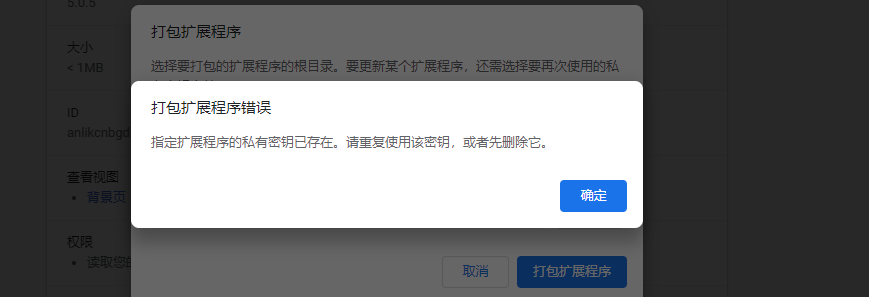 5.0.5
打包扩展程序
大小
选择要打包的扩展程序的根目录。要更新某个扩展程序，还需选择要再次使用的私
< 1MB
打包扩展程序错误
ID
anlikcnbgd
指定扩展程序的私有密钥已存在。请重复使用该密钥，或者先删除它。
查看视图
背景页
确定
权限
读取您的
取消
打包扩展程序